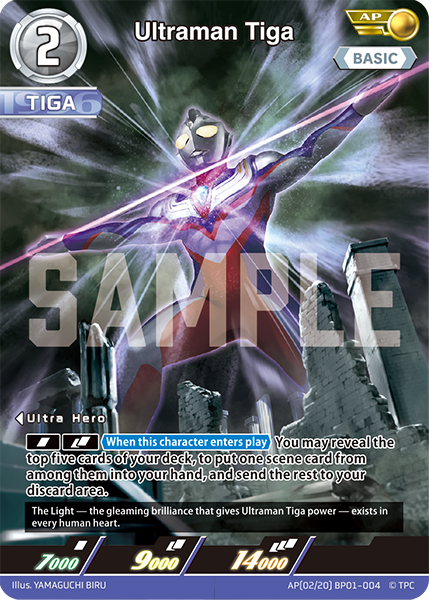 2
Ultraman Tiga
AP
BASIC
1996
TIGA
SAMPLE
Ultra Hero
When this character enters play You may reveal the
top five cards of your deck, to put one scene card from
among them into your hand, and send the rest to your
discard area.
The Light — the gleaming brilliance that gives Ultraman Tiga power — exists in
every human heart.
7000 9000 14000
Illus. YAMAGUCHI BIRU AP[02/20] BP01-004 © TPC